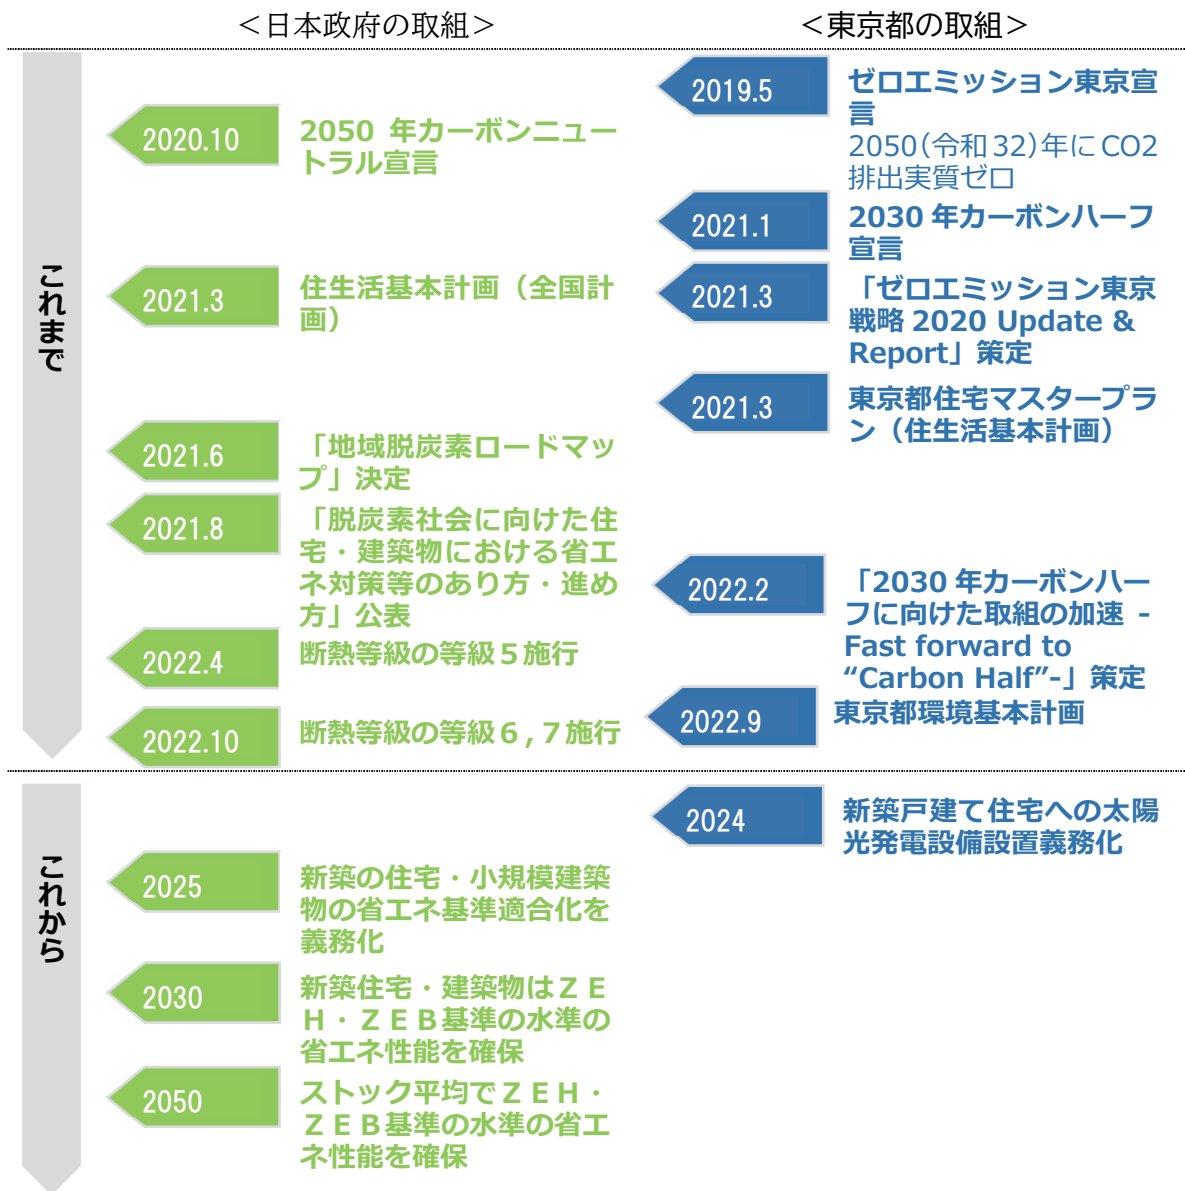 ＜日本政府の取組＞
＜東京都の取組＞
これまで
2020.10
2050 年カーボンニュー
トラル宣言
2021.3
住生活基本計画（全国計
画）
2021.6
「地域脱炭素ロードマッ
プ」決定
2021.8
「脱炭素社会に向けた住
宅・建築物における省エ
ネ対策等のあり方・進め
方」公表
2022.4
断熱等級の等級５施行
2022.10
断熱等級の等級６,７施行
2019.5
ゼロエミッション東京宣
言
2050(令和 32)年に CO2
排出実質ゼロ
2021.1
2030 年カーボンハーフ
宣言
2021.3
「ゼロエミッション東京
戦略 2020 Update &
Report」策定
2021.3
東京都住宅マスタープラ
ン（住生活基本計画）
2022.2
「2030 年カーボンハー
フに向けた取組の加速 -
Fast forward to
“Carbon Half”-」策定
2022.9
東京都環境基本計画
これから
2025
新築の住宅・小規模建築
物の省エネ基準適合化を
義務化
2030
新築住宅・建築物はＺＥ
Ｈ・ＺＥＢ基準の水準の
省エネ性能を確保
2050
ストック平均でＺＥＨ・
ＺＥＢ基準の水準の省エ
ネ性能を確保
2024
新築戸建て住宅への太陽
光発電設備設置義務化